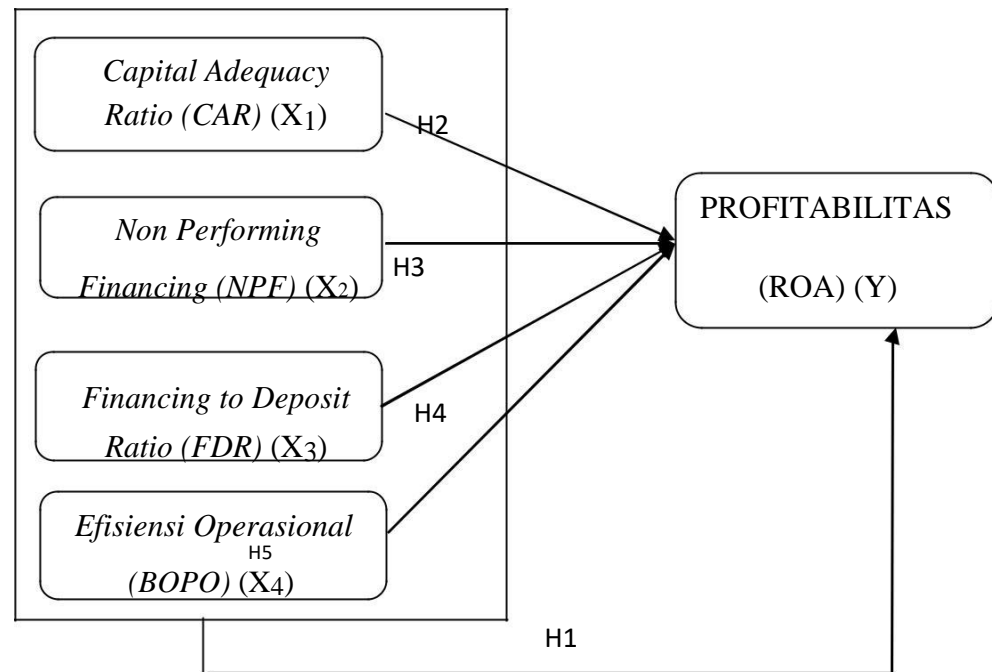 Capital Adequacy
Ratio (CAR) (X1)
H2
Non Performing
Financing (NPF) (X2)
H3
PROFITABILITAS
(ROA) (Y)
Financing to Deposit
Ratio (FDR) (X3)
H4
Efisiensi Operasional
H5
(BOPO) (X4)
H1